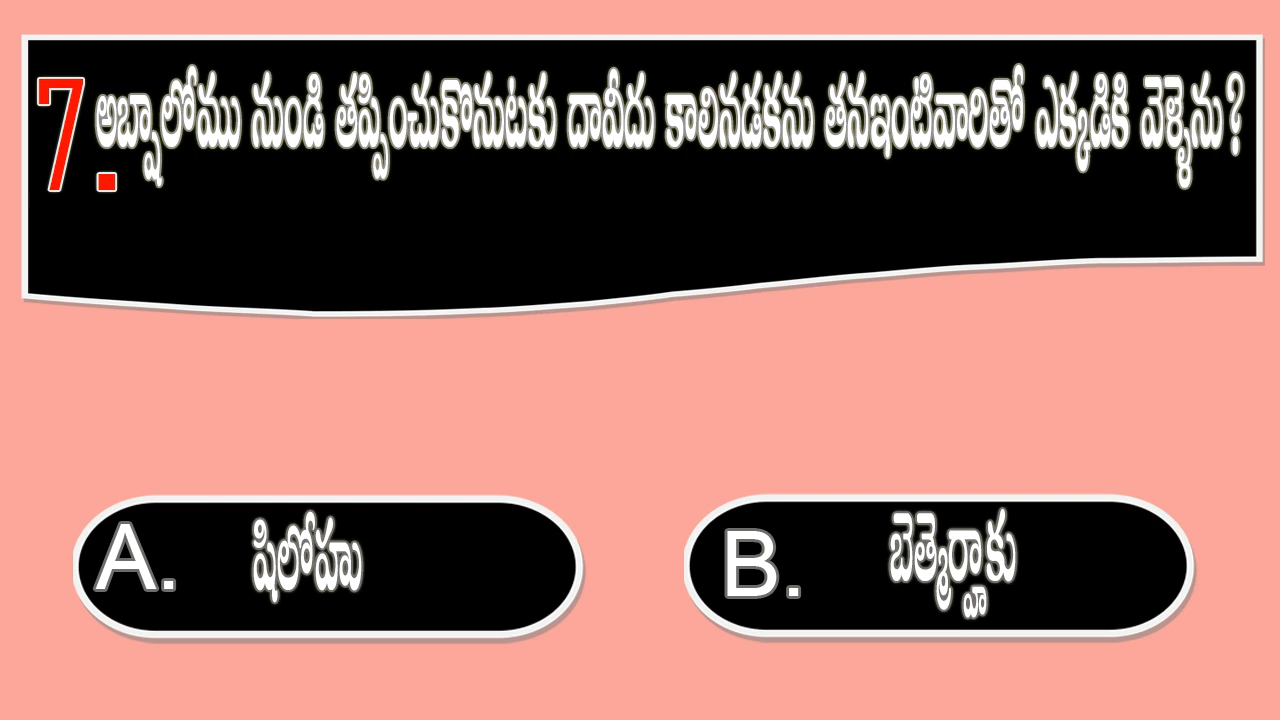 7. అబ్షాలోము నుండి తప్పించుకొనుటకు దావీదు కాలినడకను తనఇంటివారితో ఎక్కడికి వెళ్ళెను?
A. షిలోహు
B. బెత్మెర్హాకు